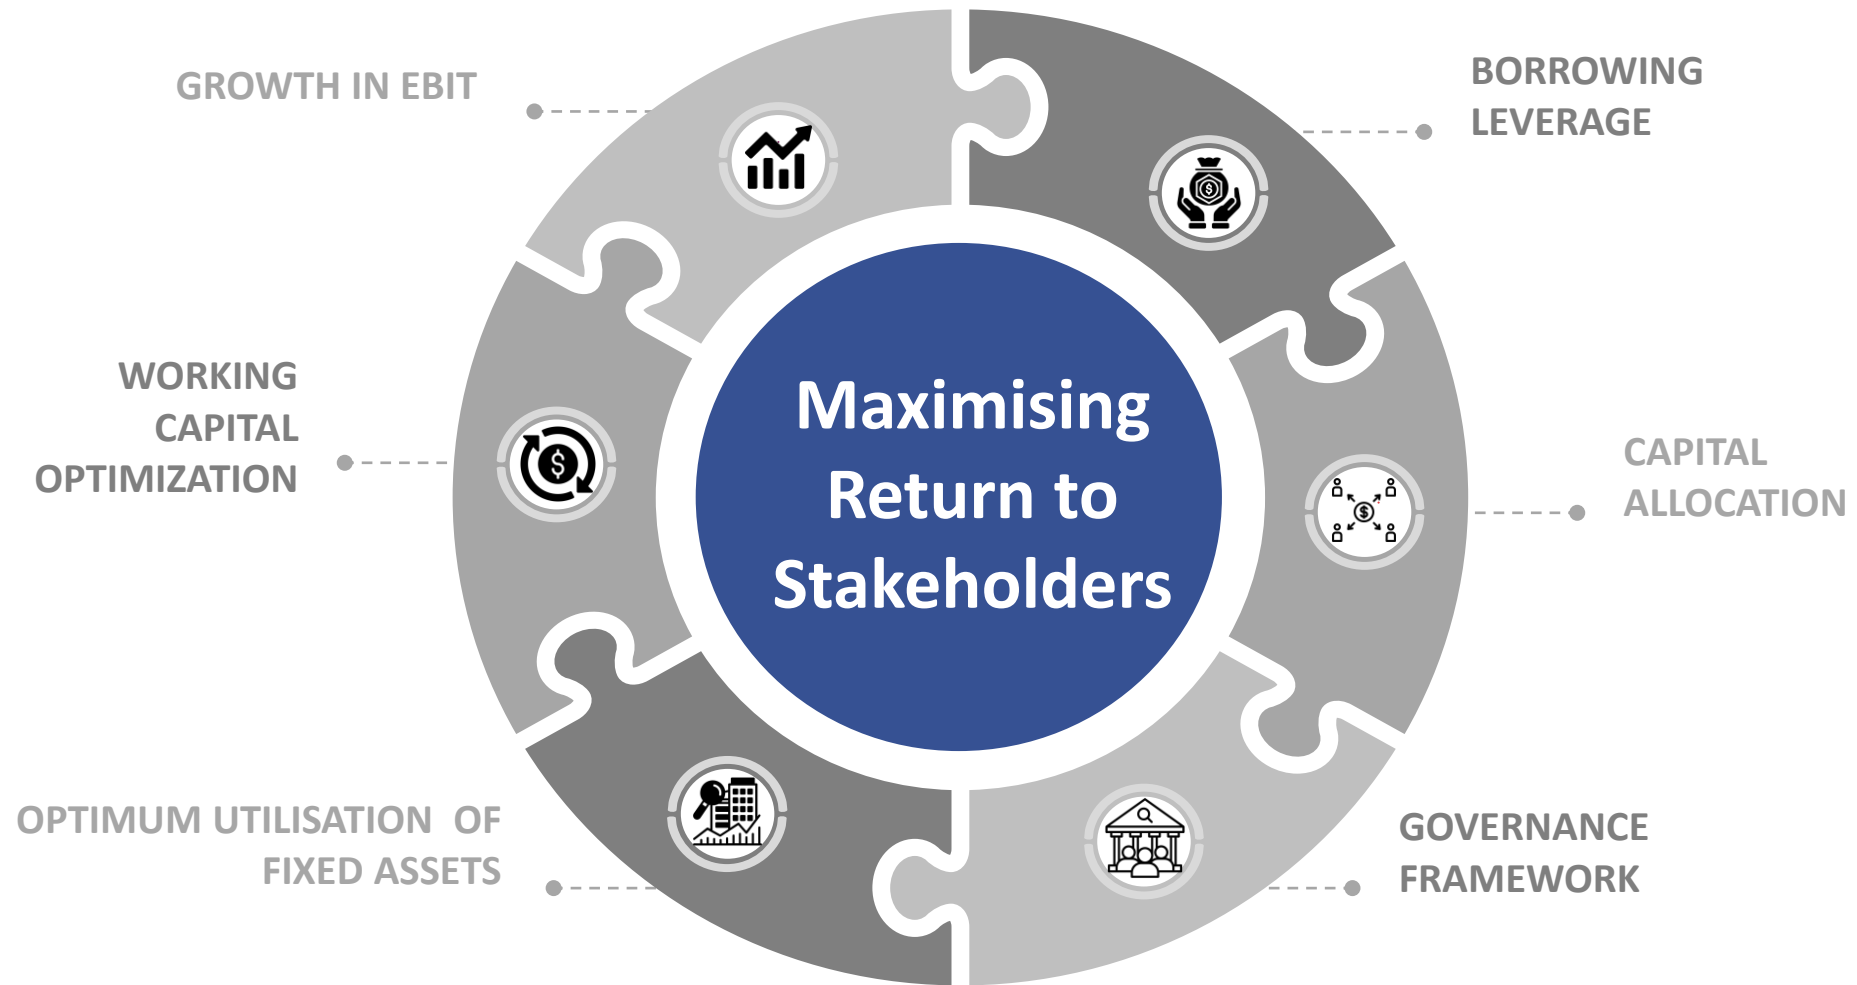 GROWTH IN EBIT
BORROWING
LEVERAGE
WORKING
CAPITAL
OPTIMIZATION
Maximising
Return to
Stakeholders
CAPITAL
ALLOCATION
OPTIMUM UTILISATION  OF
FIXED ASSETS
GOVERNANCE
FRAMEWORK
$
$
$